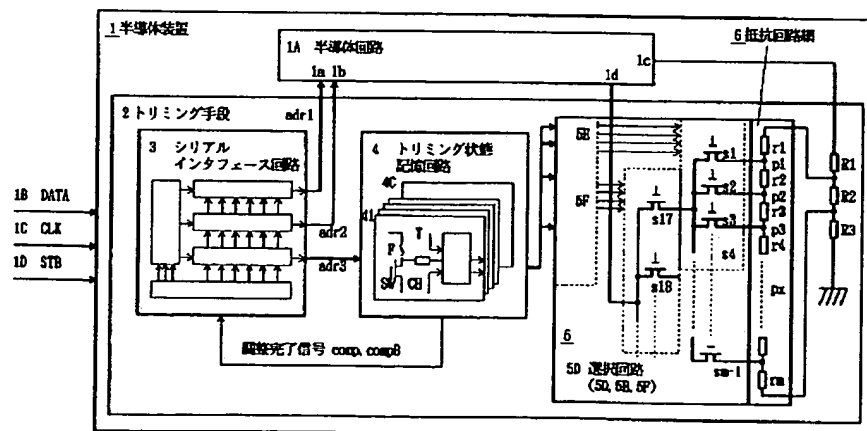 1 半導体装置
1A 半導体回路
1a 1b
1c
1d
6 抵抗回路網
2 トリミング手段
adr1
3 シリアル
インタフェース回路
4 トリミング状態
記憶回路
4C
41
F
T
CH
adr2
adr3
1B DATA
1C CLK
1D STB
調整完了信号 comp, compB
5E
5F
s1
s2
s3
s4
s17
s18
sm-1
5
5D 選択回路
(5D, 5E, 5F)
r1
p1
r2
p2
r3
p3
r4
px
rm
R1
R2
R3